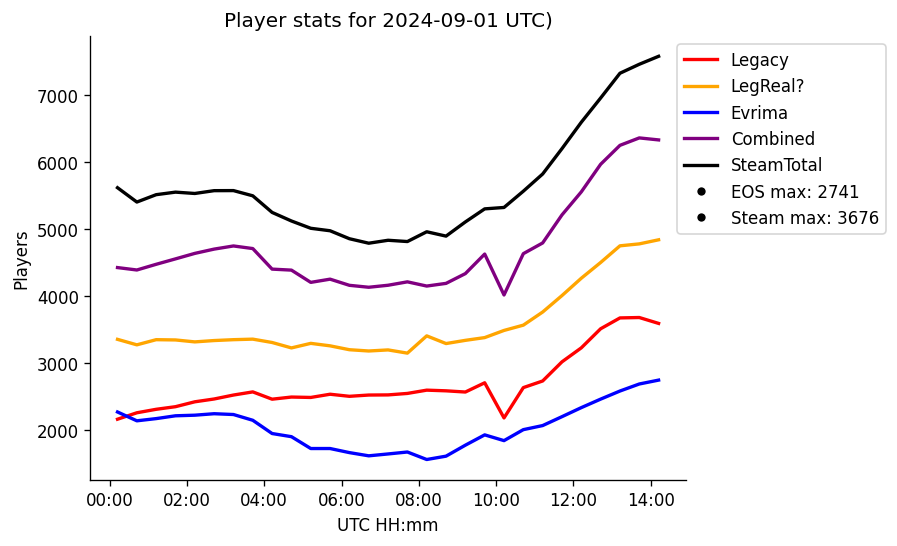 Player stats for 2024-09-01 UTC)
Players
7000
6000
5000
4000
3000
2000
00:00 02:00 04:00 06:00 08:00 10:00 12:00 14:00
UTC HH:mm
Legacy
LegReal?
Evrima
Combined
SteamTotal
EOS max: 2741
Steam max: 3676